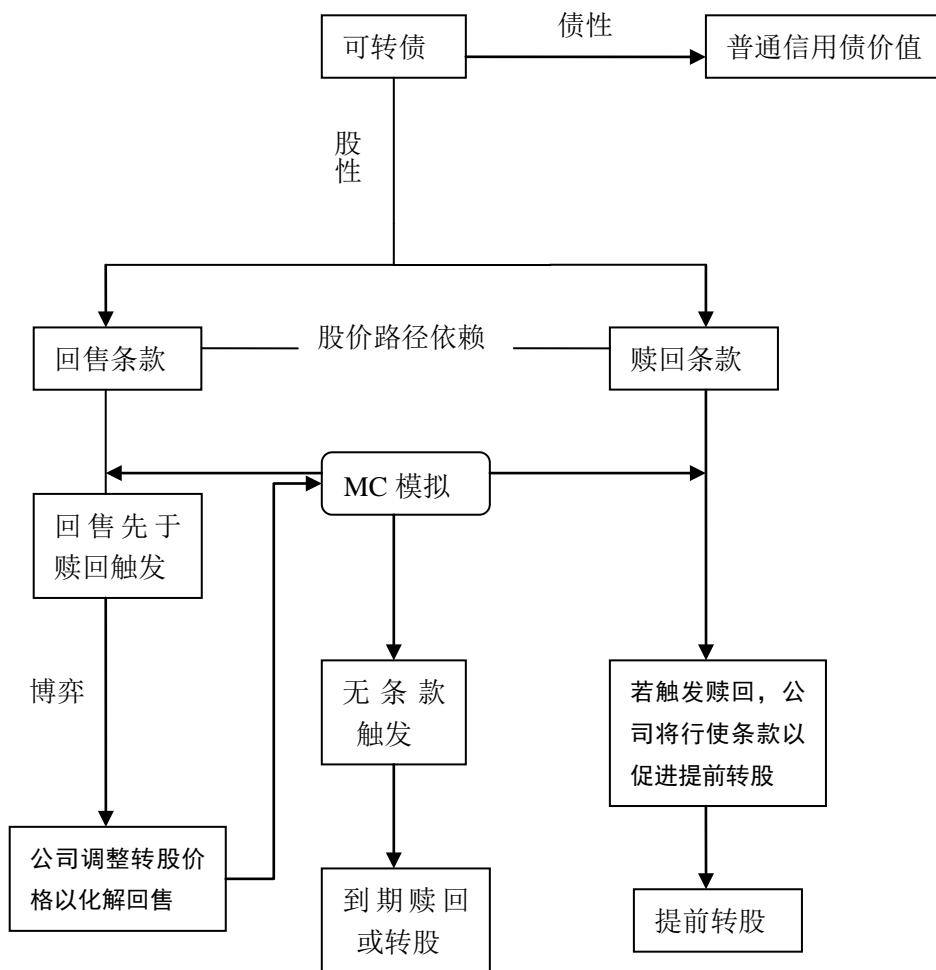 债性
可转债
普通信用债价值
股
性
股价路径依赖
回售条款
赎回条款
MC 模拟
回售先于
赎回触发
博弈
无条款
触发
若触发赎回，公
司将行使条款以
促进提前转股
公司调整转股价
格以化解回售
到期赎回
或转股
提前转股